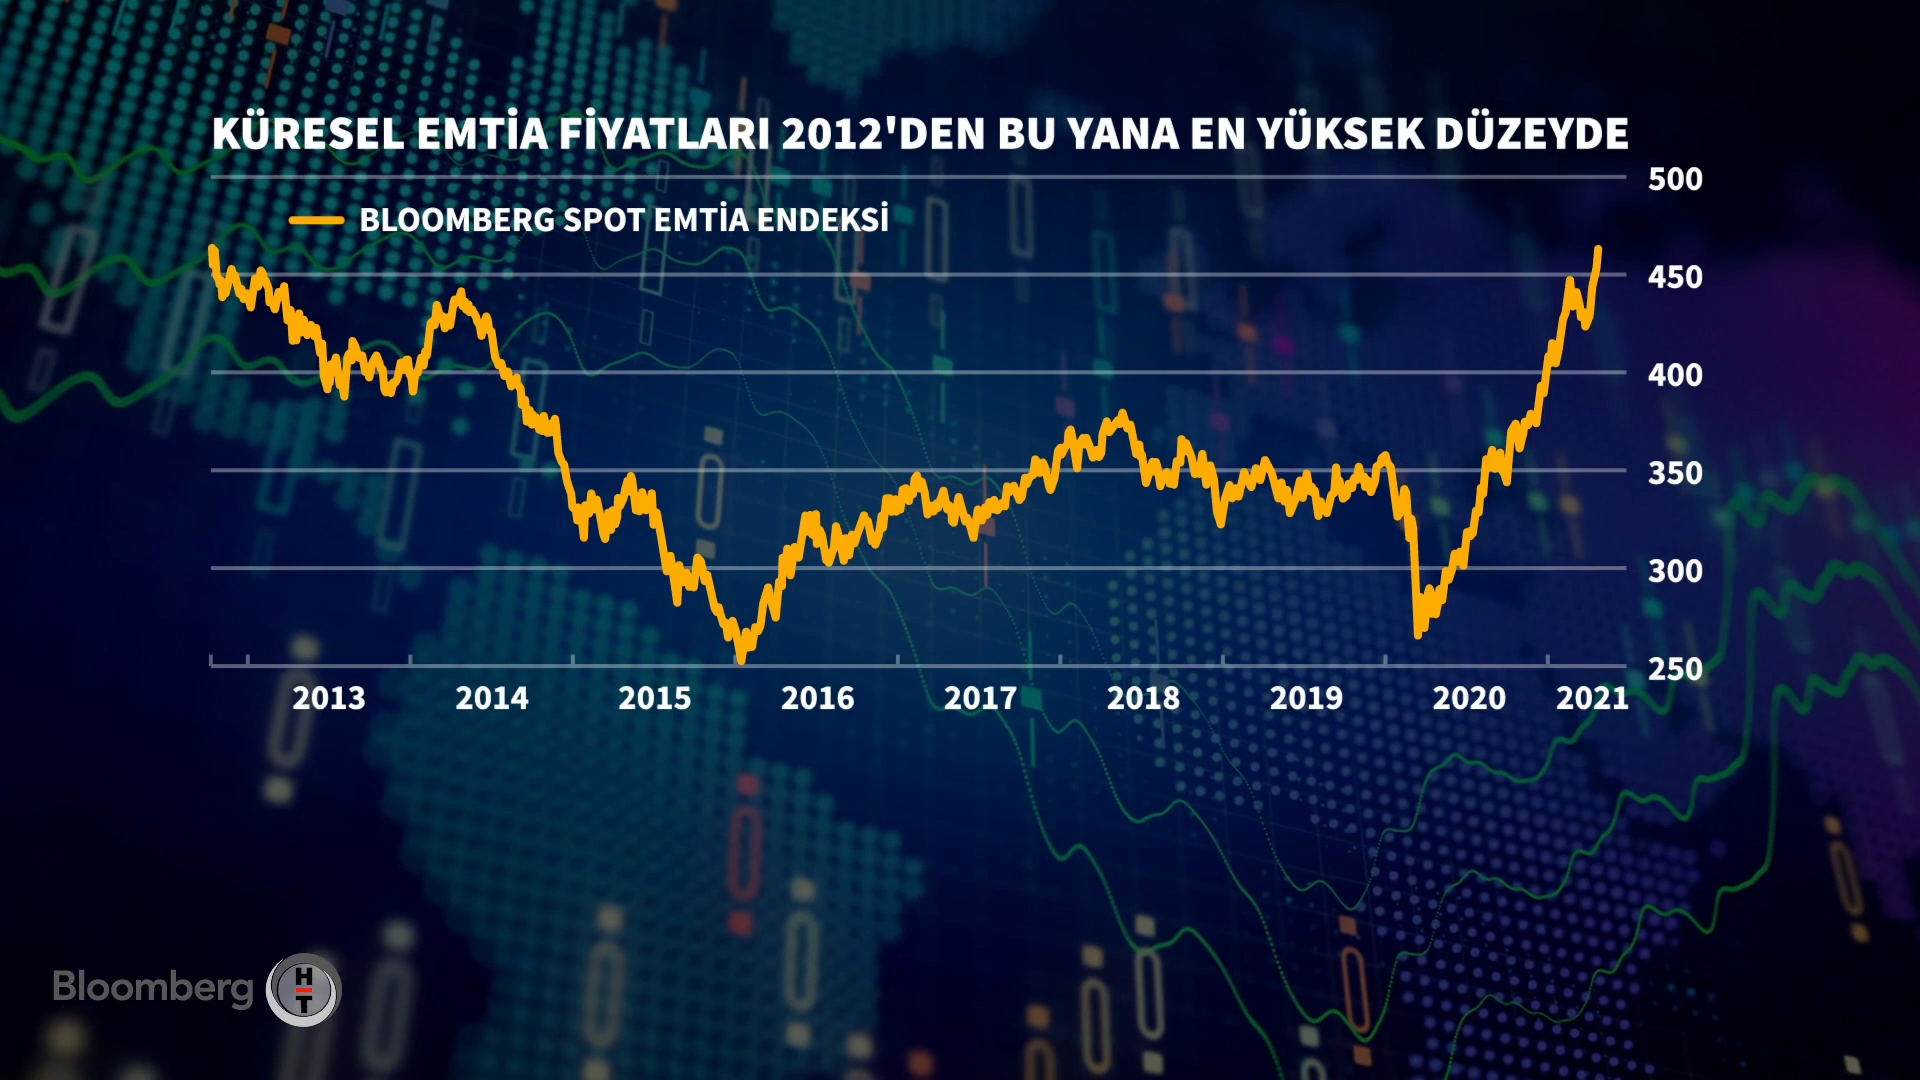 KÜRESEL EMTİA FİYATLARI 2012'DEN BU YANA EN YÜKSEK DÜZEYDE
BLOOMBERG SPOT EMTİA ENDEKSİ
500
450
400
350
300
250
2013 2014 2015 2016 2017 2018 2019 2020 2021
Bloomberg HT